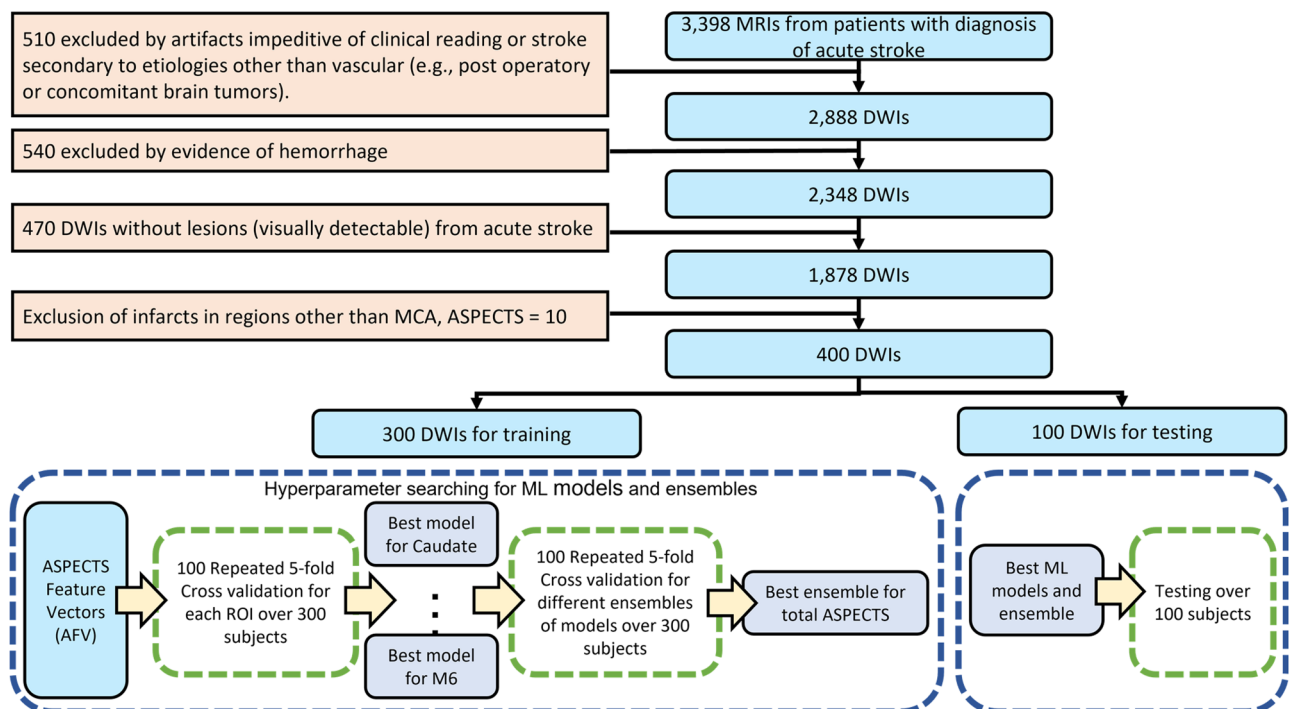 3,398 MRIs from patients with diagnosis
of acute stroke
510 excluded by artifacts impeditive of clinical reading or stroke
secondary to etiologies other than vascular (e.g., post operatory
or concomitant brain tumors).
2,888 DWIs
540 excluded by evidence of hemorrhage
2,348 DWIs
470 DWIs without lesions (visually detectable) from acute stroke
1,878 DWIs
Exclusion of infarcts in regions other than MCA, ASPECTS = 10
400 DWIs
300 DWIs for training
100 DWIs for testing
Hyperparameter searching for ML models and ensembles
ASPECTS
Feature
Vectors
(AFV)
100 Repeated 5-fold
Cross validation for
each ROI over 300
subjects
Best model
for Caudate
Best model
for M6
100 Repeated 5-fold
Cross validation for
different ensembles
of models over 300
subjects
Best ensemble for
total ASPECTS
Best ML
models and
ensemble
Testing over
100 subjects